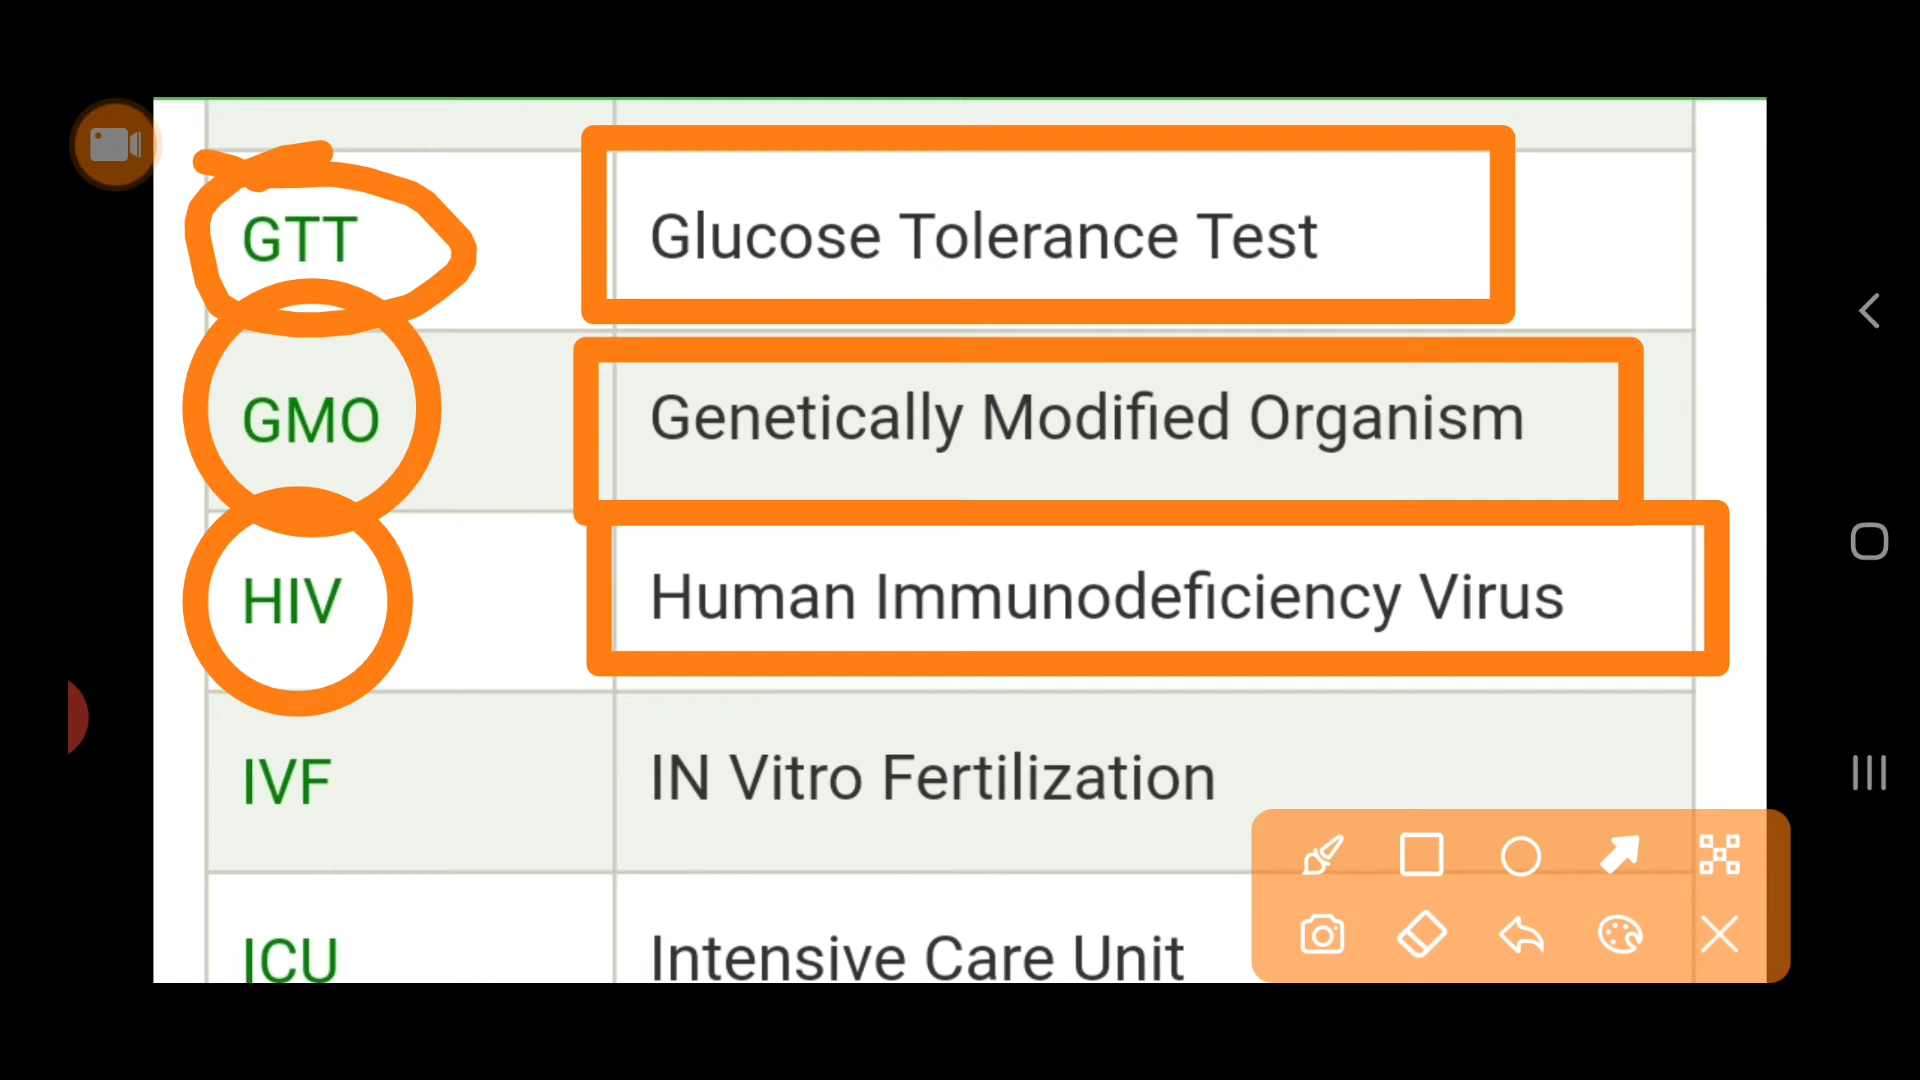 GTT Glucose Tolerance Test
GMO Genetically Modified Organism
HIV Human Immunodeficiency Virus
IVF IN Vitro Fertilization
ICU Intensive Care Unit